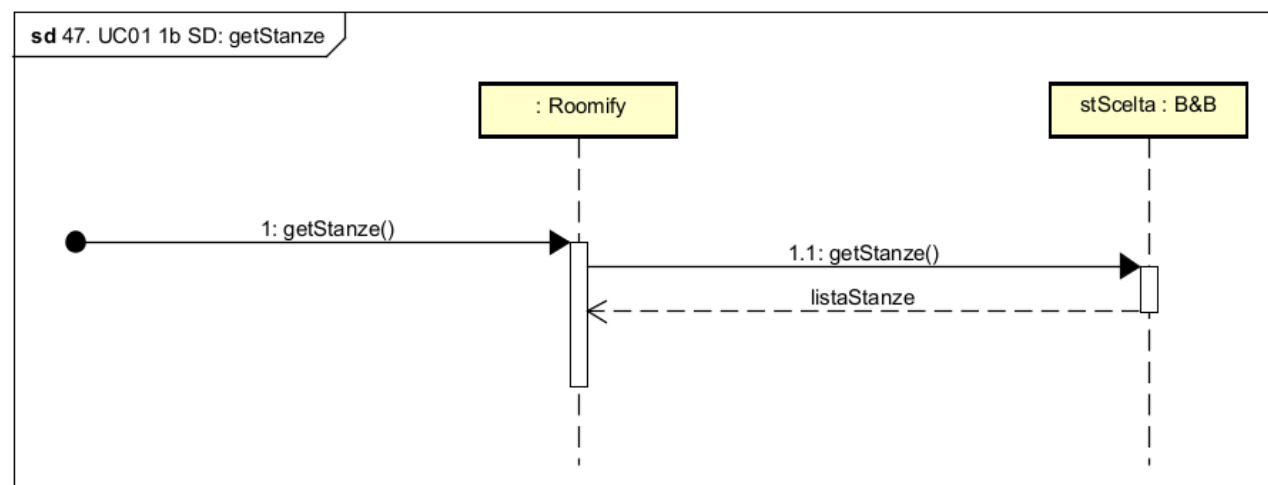 sd 47. UC01 1b SD: getStanze
: Roomify
stScelta : B&B
1: getStanze()
1.1: getStanze()
listaStanze